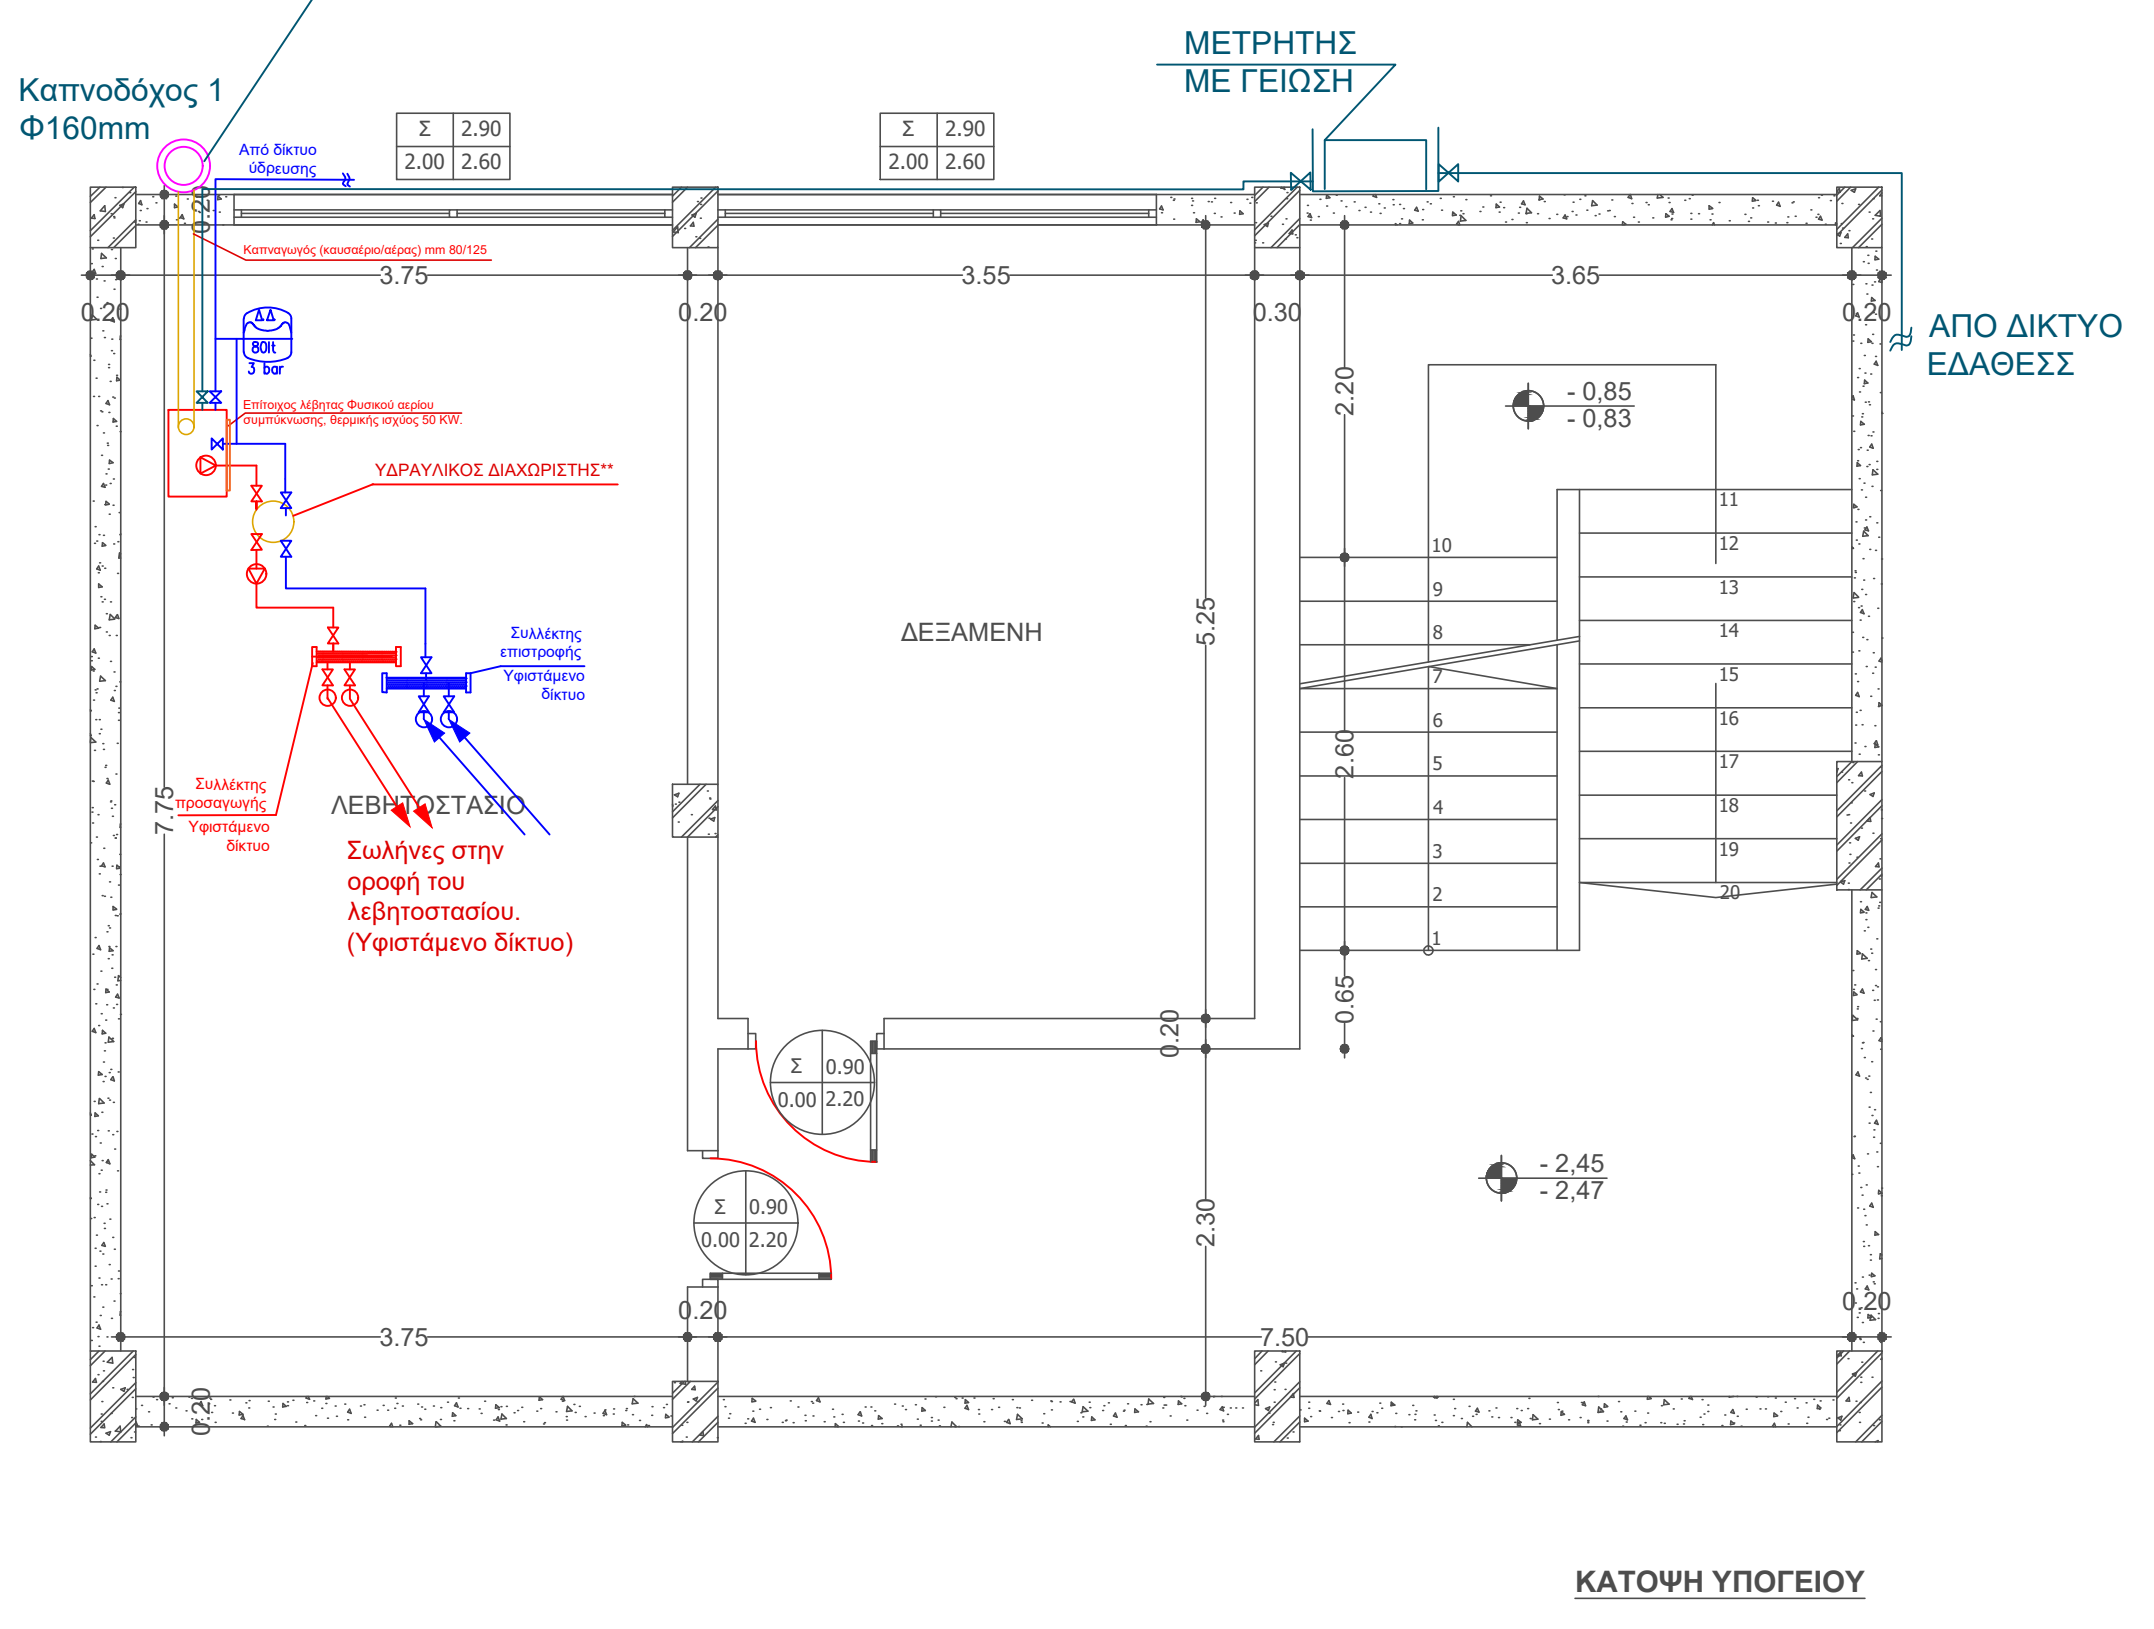 ΜΕΤΡΗΤΗΣ
ΜΕ ΓΕΙΩΣΗ
Καπνοδόχος 1
Φ160mm
Από δίκτυο
ύδρευσης
Σ 2.90
2.00 2.60
Σ 2.90
2.00 2.60
0.20
Καπναγωγός (καυσαέριο/αέρας) mm 80/125
3.75
3.55
3.65
0.20
0.20
0.30
0.20
ΑΠΟ ΔΙΚΤΥΟ
ΕΔΑΘΕΣΣ
80lt
3 bar
2.20
- 0,85
- 0,83
Επίτοιχος λέβητας Φυσικού αερίου
συμπύκνωσης, θερμικής ισχύος 50 KW.
ΥΔΡΑΥΛΙΚΟΣ ΔΙΑΧΩΡΙΣΤΗΣ**
11
12
13
14
15
16
17
18
19
20
10
9
8
7
6
5
4
3
2
1
5.25
2.60
0.65
ΔΕΞΑΜΕΝΗ
Συλλέκτης
επιστροφής
Υφιστάμενο
δίκτυο
Συλλέκτης
προσαγωγής
Υφιστάμενο
δίκτυο
7.75
ΛΕΒΗΤΟΣΤΑΣΙΟ
Σωλήνες στην
οροφή του
λεβητοστασίου.
(Υφιστάμενο δίκτυο)
0.20
Σ 0.90
0.00 2.20
Σ 0.90
0.00 2.20
- 2,45
- 2,47
2.30
0.20
0.20
3.75
7.50
0.20
ΚΑΤΟΨΗ ΥΠΟΓΕΙΟΥ